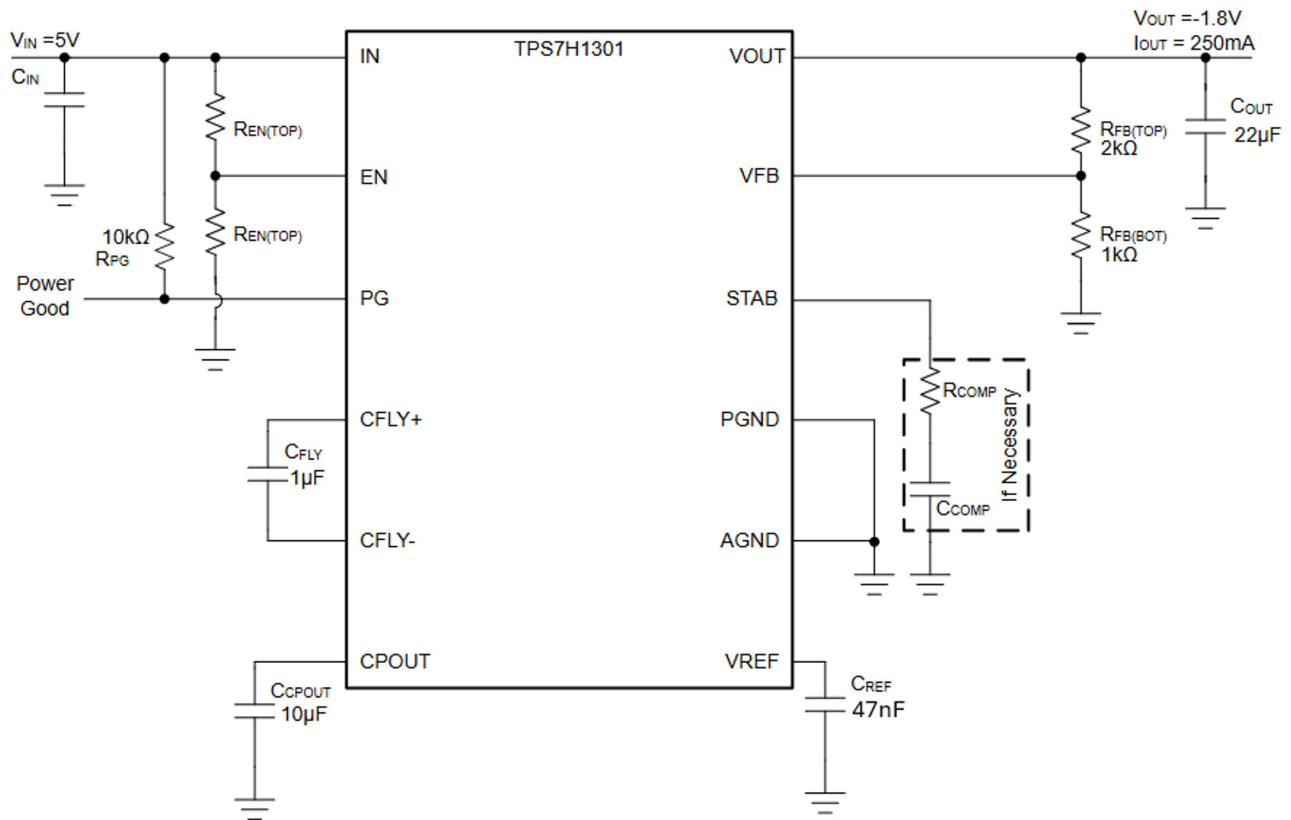 VIN =5V
CIN
REN(TOP)
REN(TOP)
10kΩ
RPG
Power
Good
TPS7H1301
IN
EN
PG
CFLY+
CFLY-
CPOUT
VOUT
VFB
STAB
PGND
AGND
VREF
CFLY
1µF
CCPOUT
10µF
VOUT =-1.8V
IOUT = 250mA
RFB(TOP)
2kΩ
COUT
22µF
RFB(BOT)
1kΩ
RCOMP
CCOMP
If Necessary
CREF
47nF